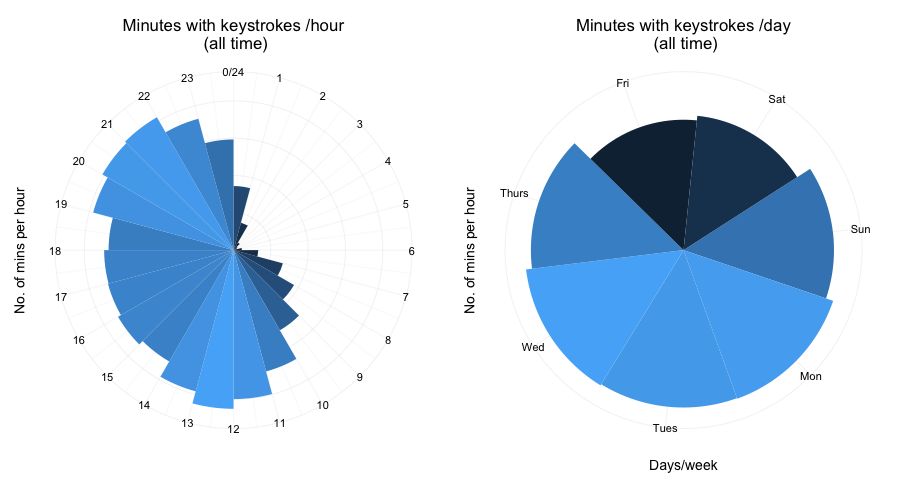 Minutes with keystrokes /hour
(all time)
0/24
1
2
3
4
5
6
7
8
9
10
11
12
13
14
15
16
17
18
19
20
21
22
23
No. of mins per hour
Minutes with keystrokes /day
(all time)
Fri
Sat
Sun
Mon
Tues
Wed
Thurs
No. of mins per hour
Days/week